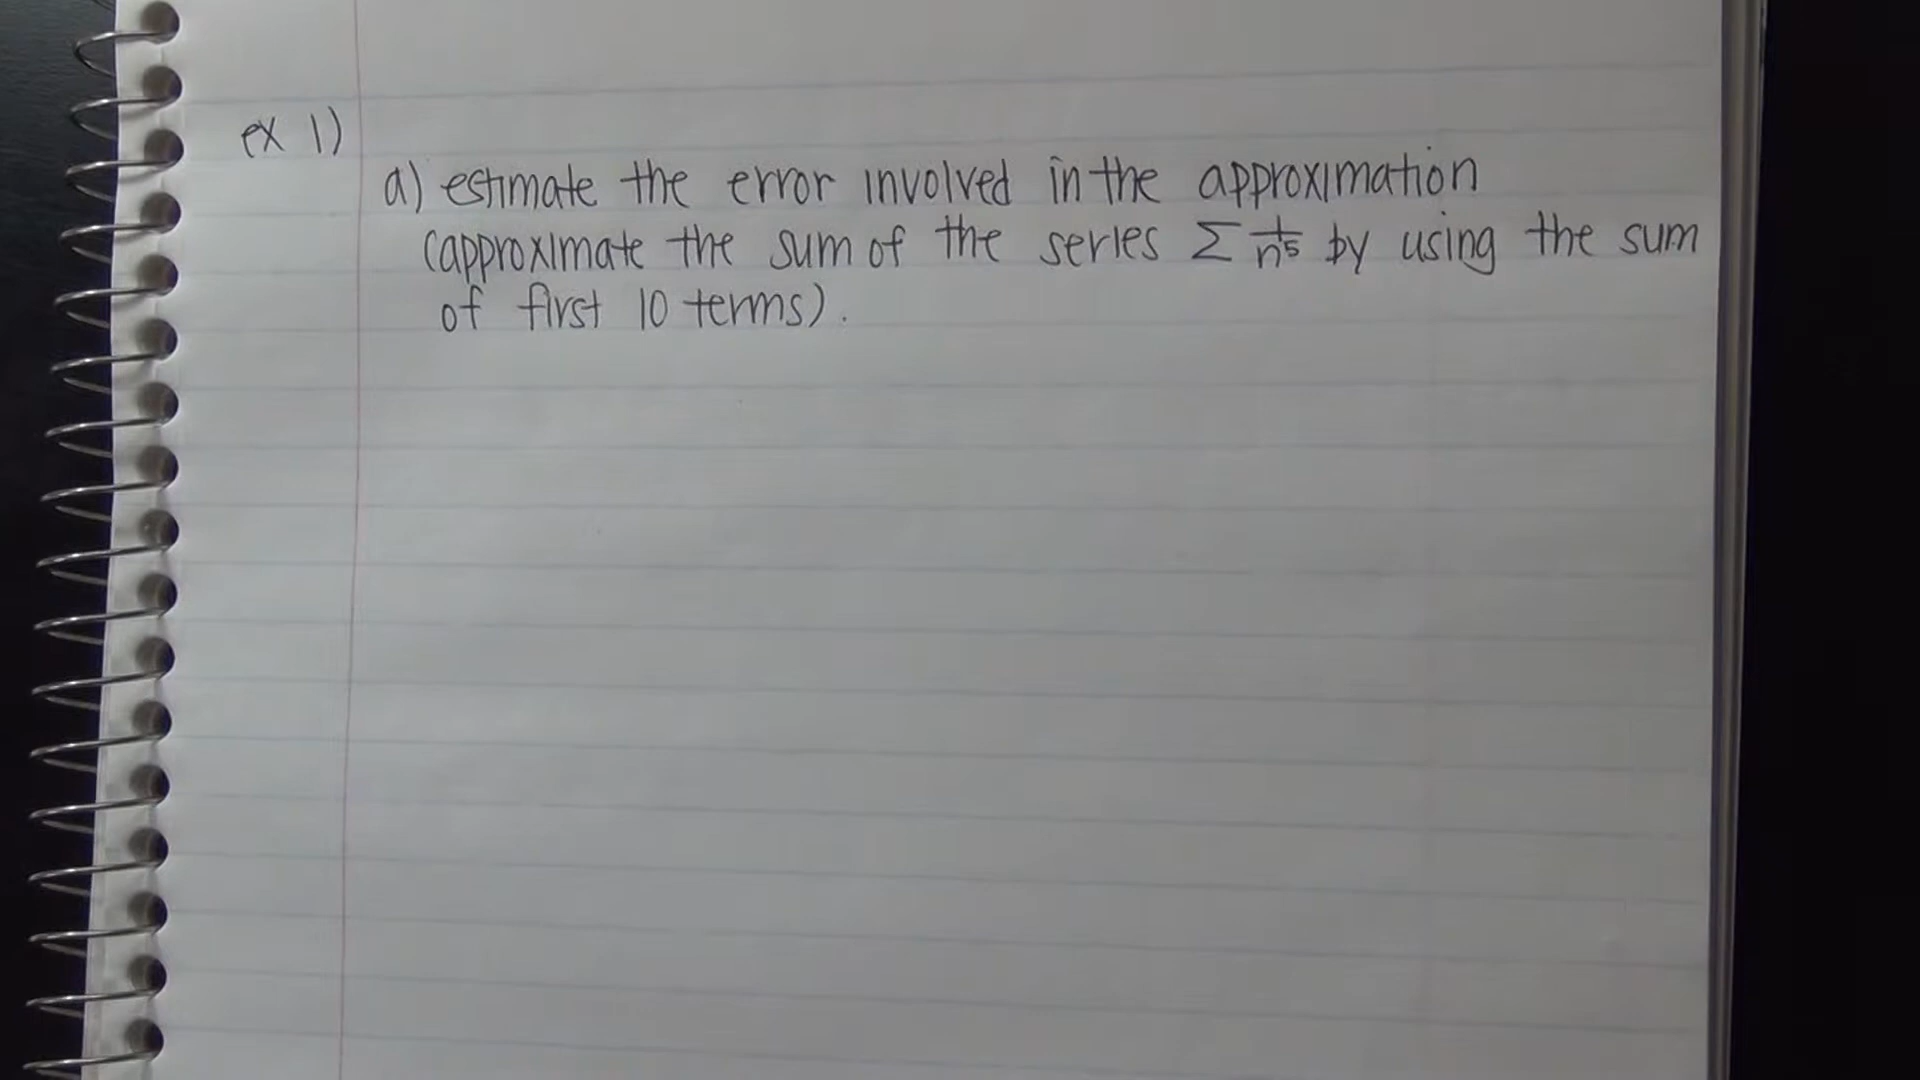 ex 1)
a) estimate the error involved in the approximation
(approximate the sum of the series Σ 1/n⁵ by using the sum
of first 10 terms).